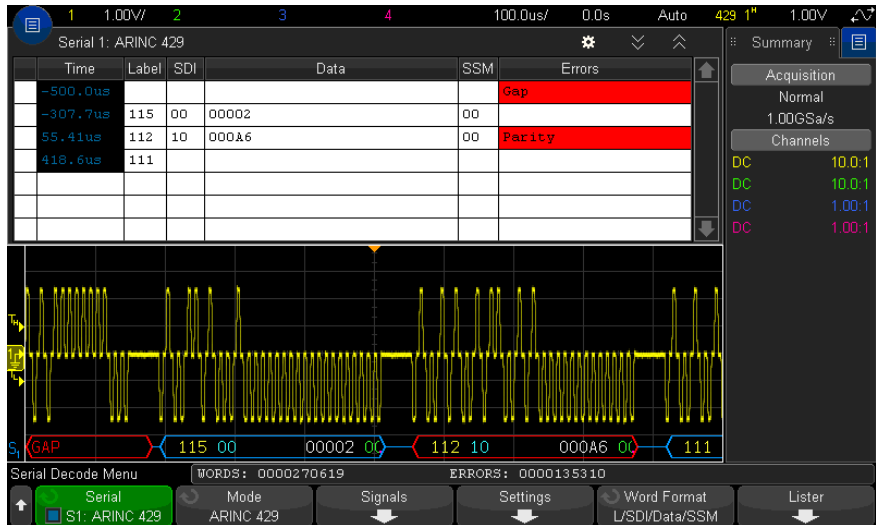 1 1.00V/ 2 3 4 100.0us/ 0.0s Auto 429 1ᴴ 1.00V
Serial 1: ARINC 429
Summary
Time Label SDI Data SSM Errors
-500.0us Gap
-307.7us 115 00 00002 00
55.41us 112 10 000A6 00 Parity
418.6us 111
Acquisition
Normal
1.00GSa/s
Channels
DC 10.0:1
DC 10.0:1
DC 1.00:1
DC 1.00:1
T_H
1
T_L
S₁ GAP 115 00 00002 00 112 10 000A6 00 111
Serial Decode Menu WORDS: 0000270619 ERRORS: 0000135310
Serial Mode Signals Settings Word Format Lister
S1: ARINC 429 ARINC 429 L/SDI/Data/SSM